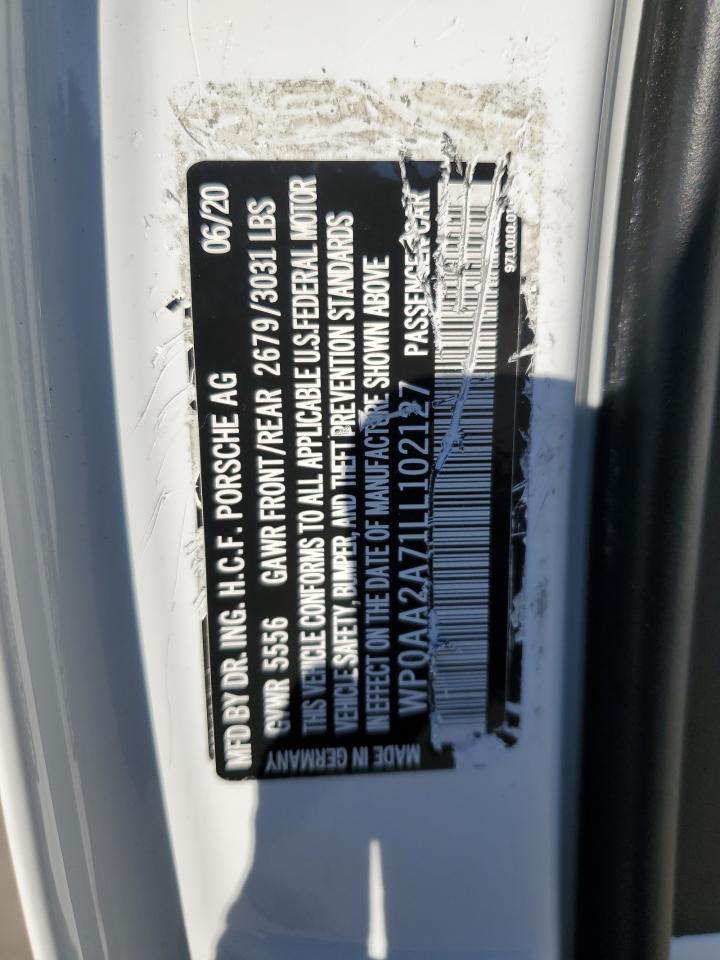 MFD BY DR. ING. H.C.F. PORSCHE AG 06/20
GVWR 5556 GAWR FRONT/REAR 2679/3031 LBS
THIS VEHICLE CONFORMS TO ALL APPLICABLE U.S.FEDERAL MOTOR
VEHICLE SAFETY, BUMPER, AND THEFT PREVENTION STANDARDS
IN EFFECT ON THE DATE OF MANUFACTURE SHOWN ABOVE
WP0AA2A71LL102127 PASSENGER CAR
MADE IN GERMANY